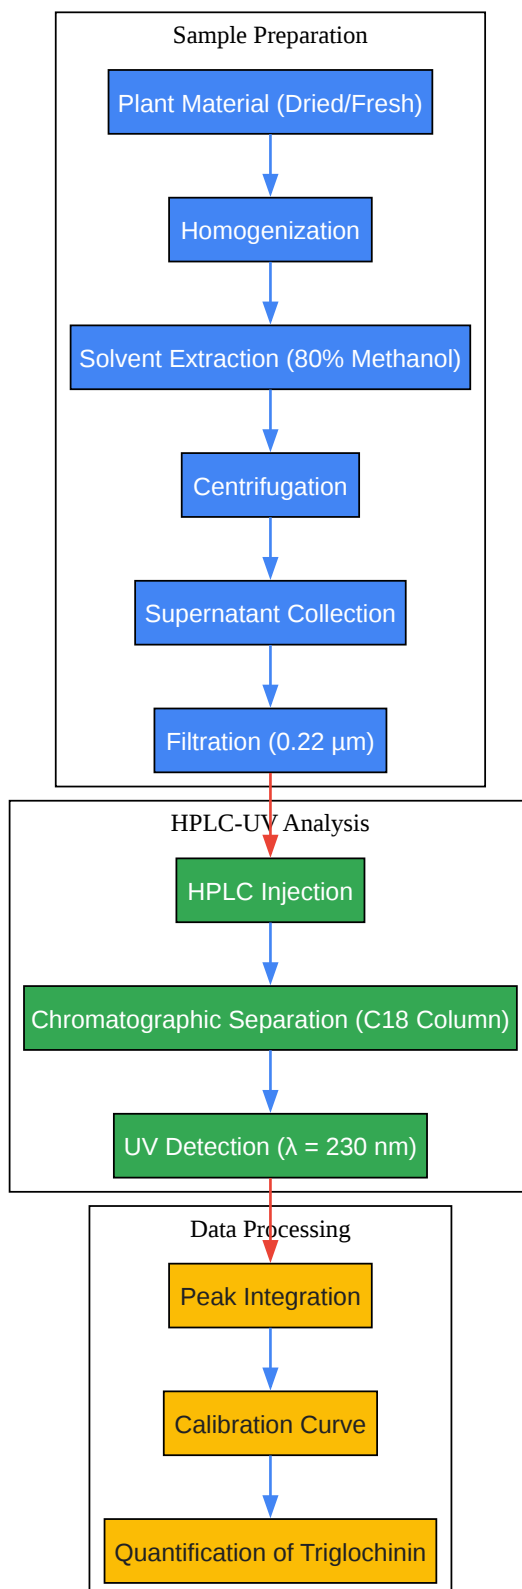 Sample Preparation
Plant Material (Dried/Fresh)
Homogenization
Solvent Extraction (80% Methanol)
Centrifugation
Supernatant Collection
Filtration (0.22 µm)
HPLC-UV Analysis
HPLC Injection
Chromatographic Separation (C18 Column)
UV Detection (λ = 230 nm)
Data Processing
Peak Integration
Calibration Curve
Quantification of Triglochinin